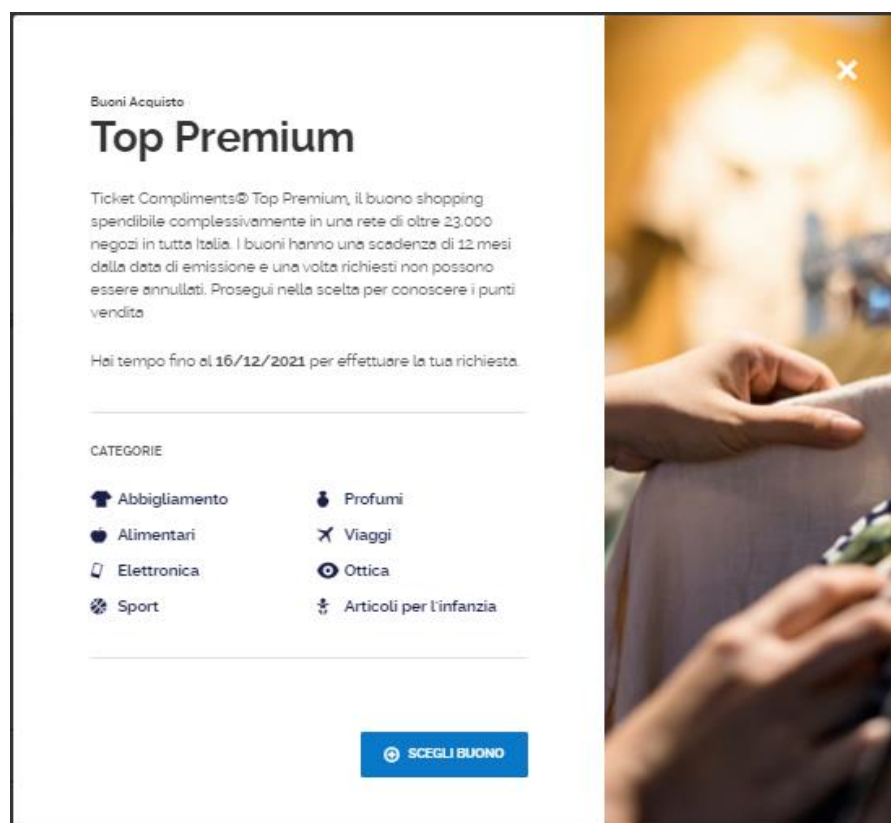 Buoni Acquisto
Top Premium
Ticket Compliments® Top Premium, il buono shopping
spendibile complessivamente in una rete di oltre 23.000
negozi in tutta Italia. I buoni hanno una scadenza di 12 mesi
dalla data di emissione e una volta richiesti non possono
essere annullati. Prosegui nella scelta per conoscere i punti
vendita
Hai tempo fino al 16/12/2021 per effettuare la tua richiesta.
CATEGORIE
Abbigliamento
Profumi
Alimentari
Viaggi
Elettronica
Ottica
Sport
Articoli per l'infanzia
SCEGLI BUONO